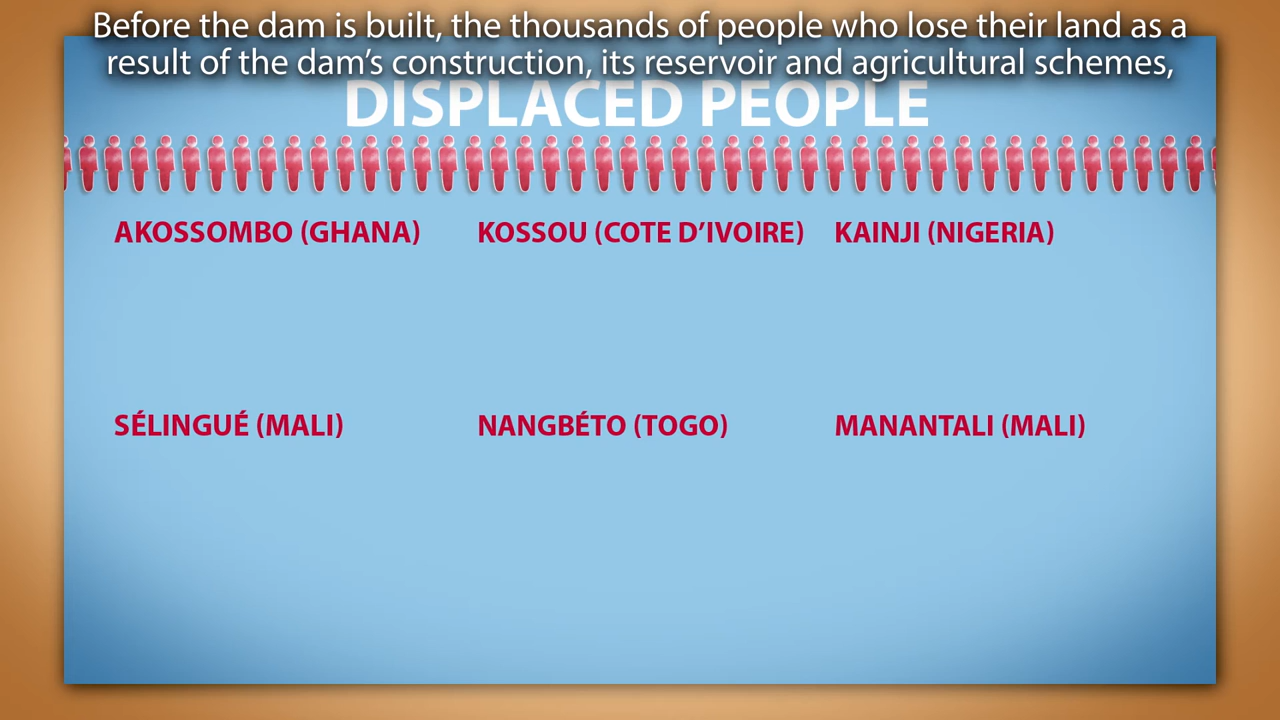 Before the dam is built, the thousands of people who lose their land as a
result of the dam’s construction, its reservoir and agricultural schemes,
DISPLACED PEOPLE
AKOSSOMBO (GHANA)
KOSSOU (COTE D’IVOIRE)
KAINJI (NIGERIA)
SÉLINGUÉ (MALI)
NANGBÉTO (TOGO)
MANANTALI (MALI)